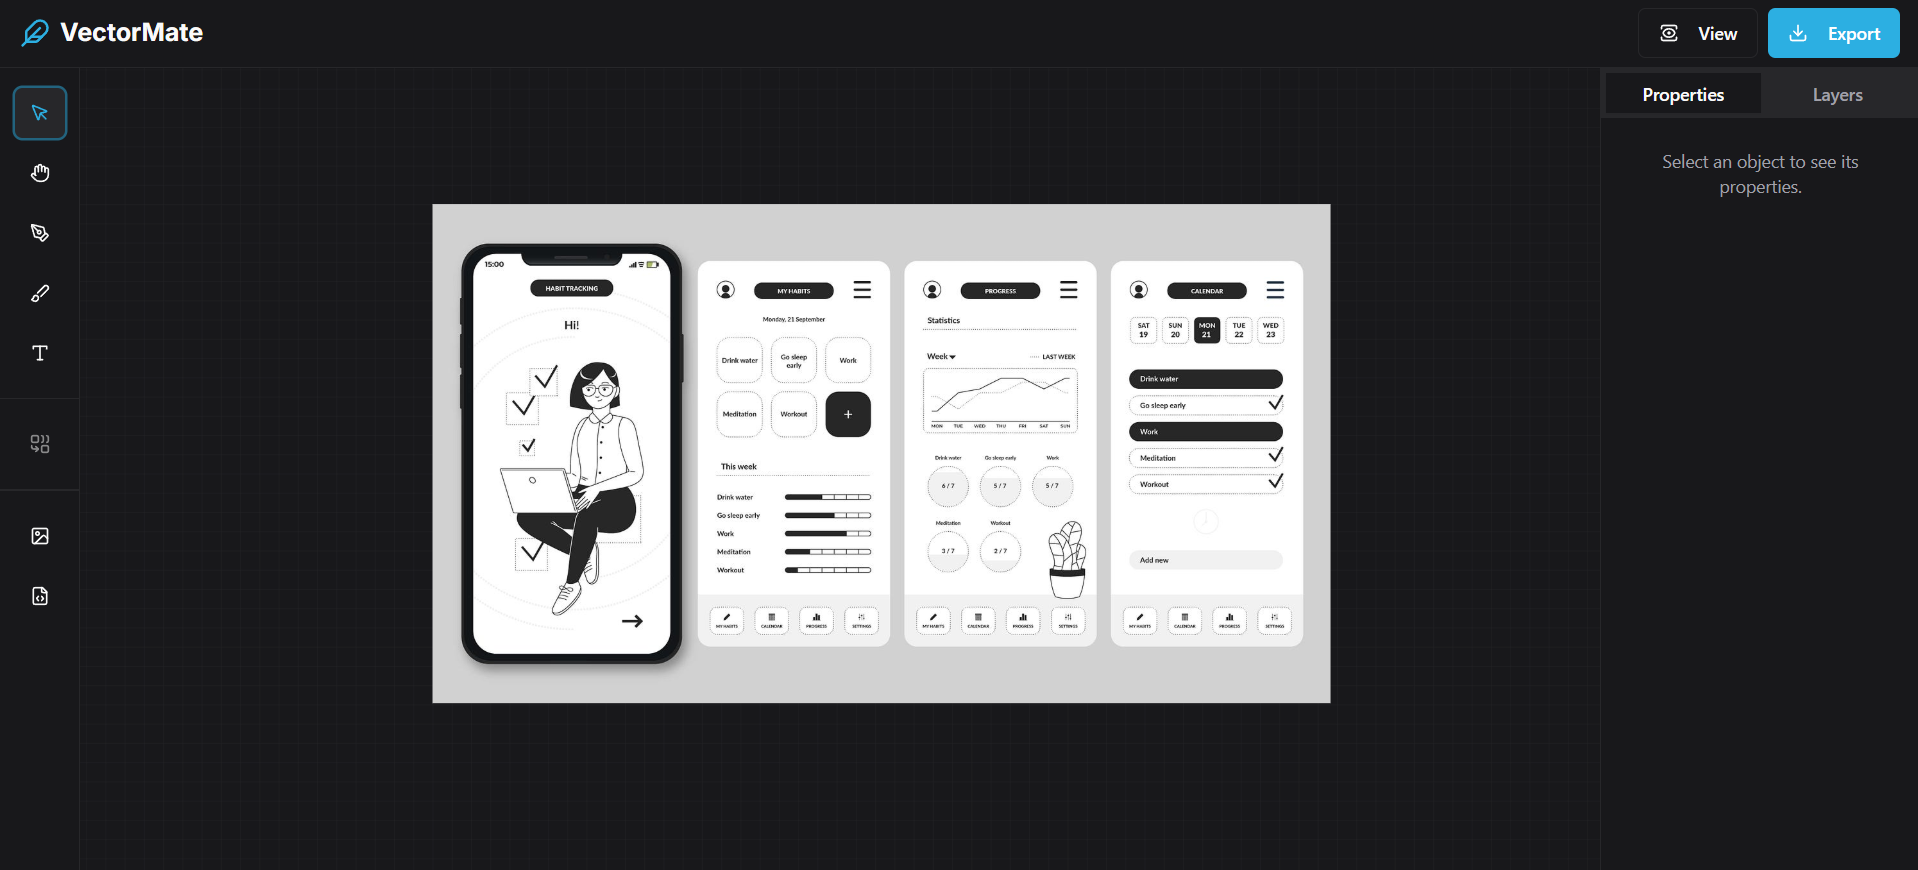 VectorMate
View
Export
Properties
Layers
Select an object to see its
properties.
15:00
HABIT TRACKING
Hi!
MY HABITS
Monday, 21 September
Drink water
Go sleep
early
Work
Meditation
Workout
+
This week
Drink water
Go sleep early
Work
Meditation
Workout
MY HABITS
CALENDAR
PROGRESS
SETTINGS
PROGRESS
Statistics
Week
LAST WEEK
MON TUE WED THU FRI SAT SUN
Drink water
Go sleep early
Work
6 / 7
5 / 7
5 / 7
Meditation
Workout
3 / 7
2 / 7
MY HABITS
CALENDAR
PROGRESS
SETTINGS
CALENDAR
SAT
19
SUN
20
MON
21
TUE
22
WED
23
Drink water
Go sleep early
Work
Meditation
Workout
Add new
MY HABITS
CALENDAR
PROGRESS
SETTINGS